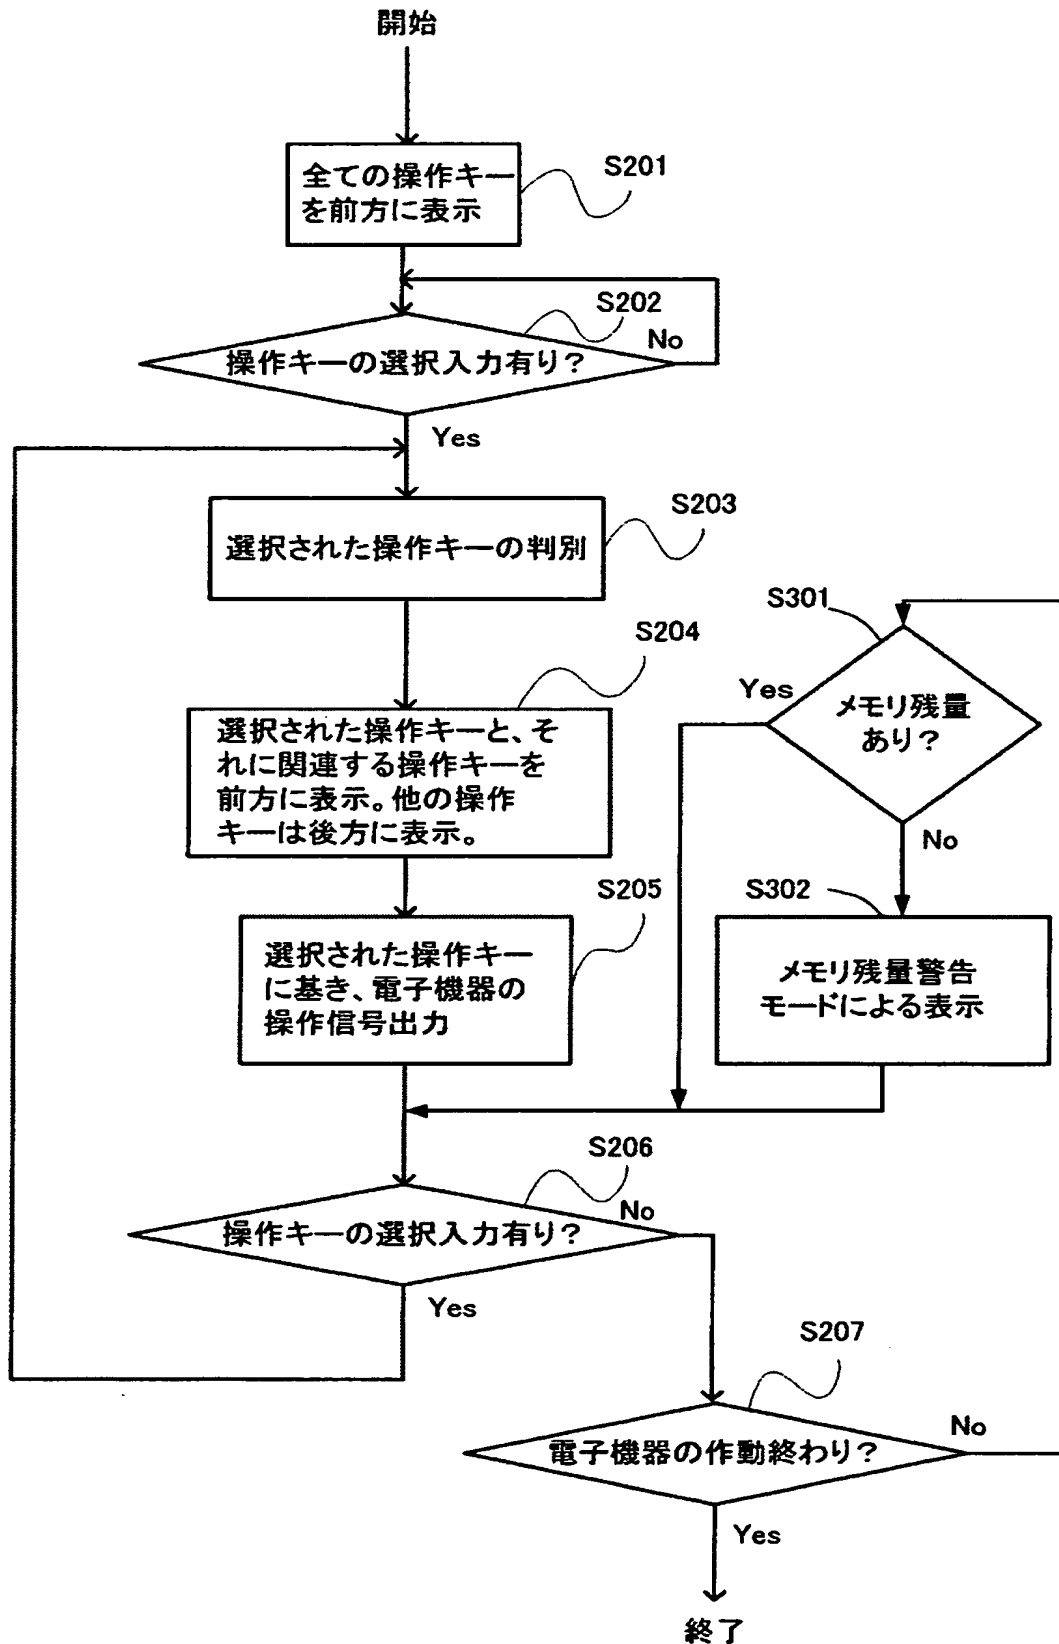 開始
全ての操作キー
を前方に表示
S201
S202
操作キーの選択入力有り？
No
Yes
選択された操作キーの判別
S203
S204
選択された操作キーと、そ
れに関連する操作キーを
前方に表示。他の操作
キーは後方に表示。
S301
Yes
メモリ残量
あり？
No
S205
選択された操作キー
に基き、電子機器の
操作信号出力
S302
メモリ残量警告
モードによる表示
S206
操作キーの選択入力有り？
No
Yes
S207
電子機器の作動終わり？
No
Yes
終了